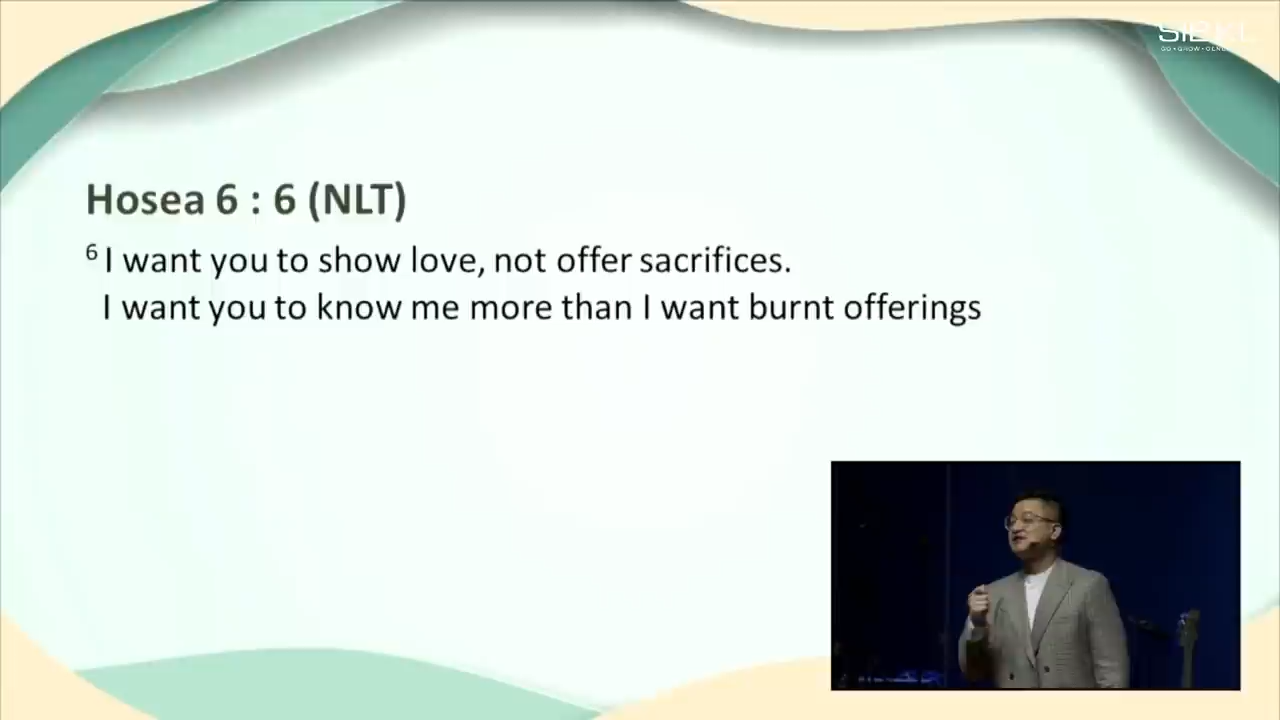 SIBKL
Hosea 6 : 6 (NLT)
6 I want you to show love, not offer sacrifices.
I want you to know me more than I want burnt offerings